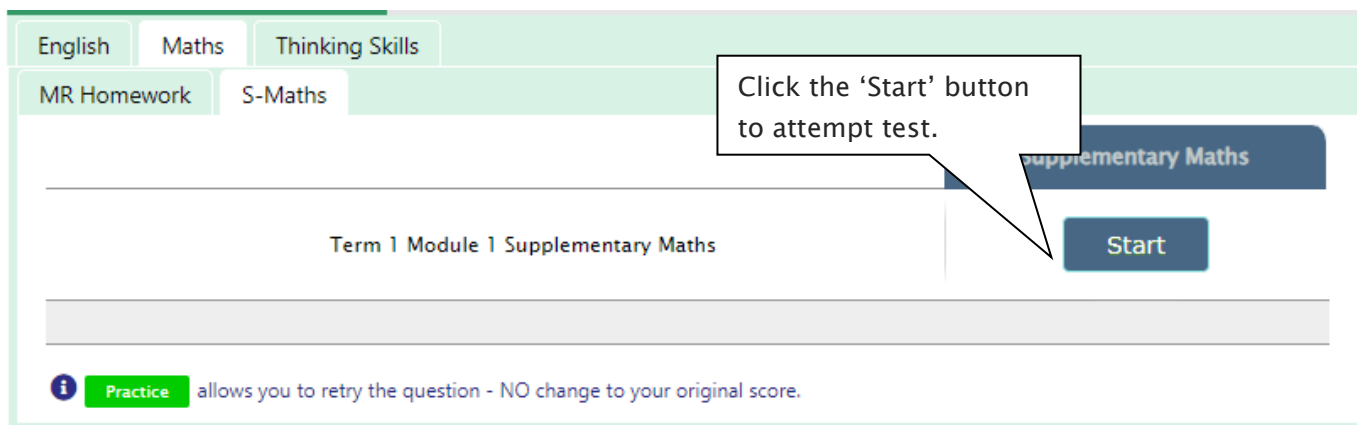 English Maths Thinking Skills
MR Homework S-Maths
Click the ‘Start’ button
to attempt test.
Supplementary Maths
Term 1 Module 1 Supplementary Maths
Start
Practice allows you to retry the question - NO change to your original score.